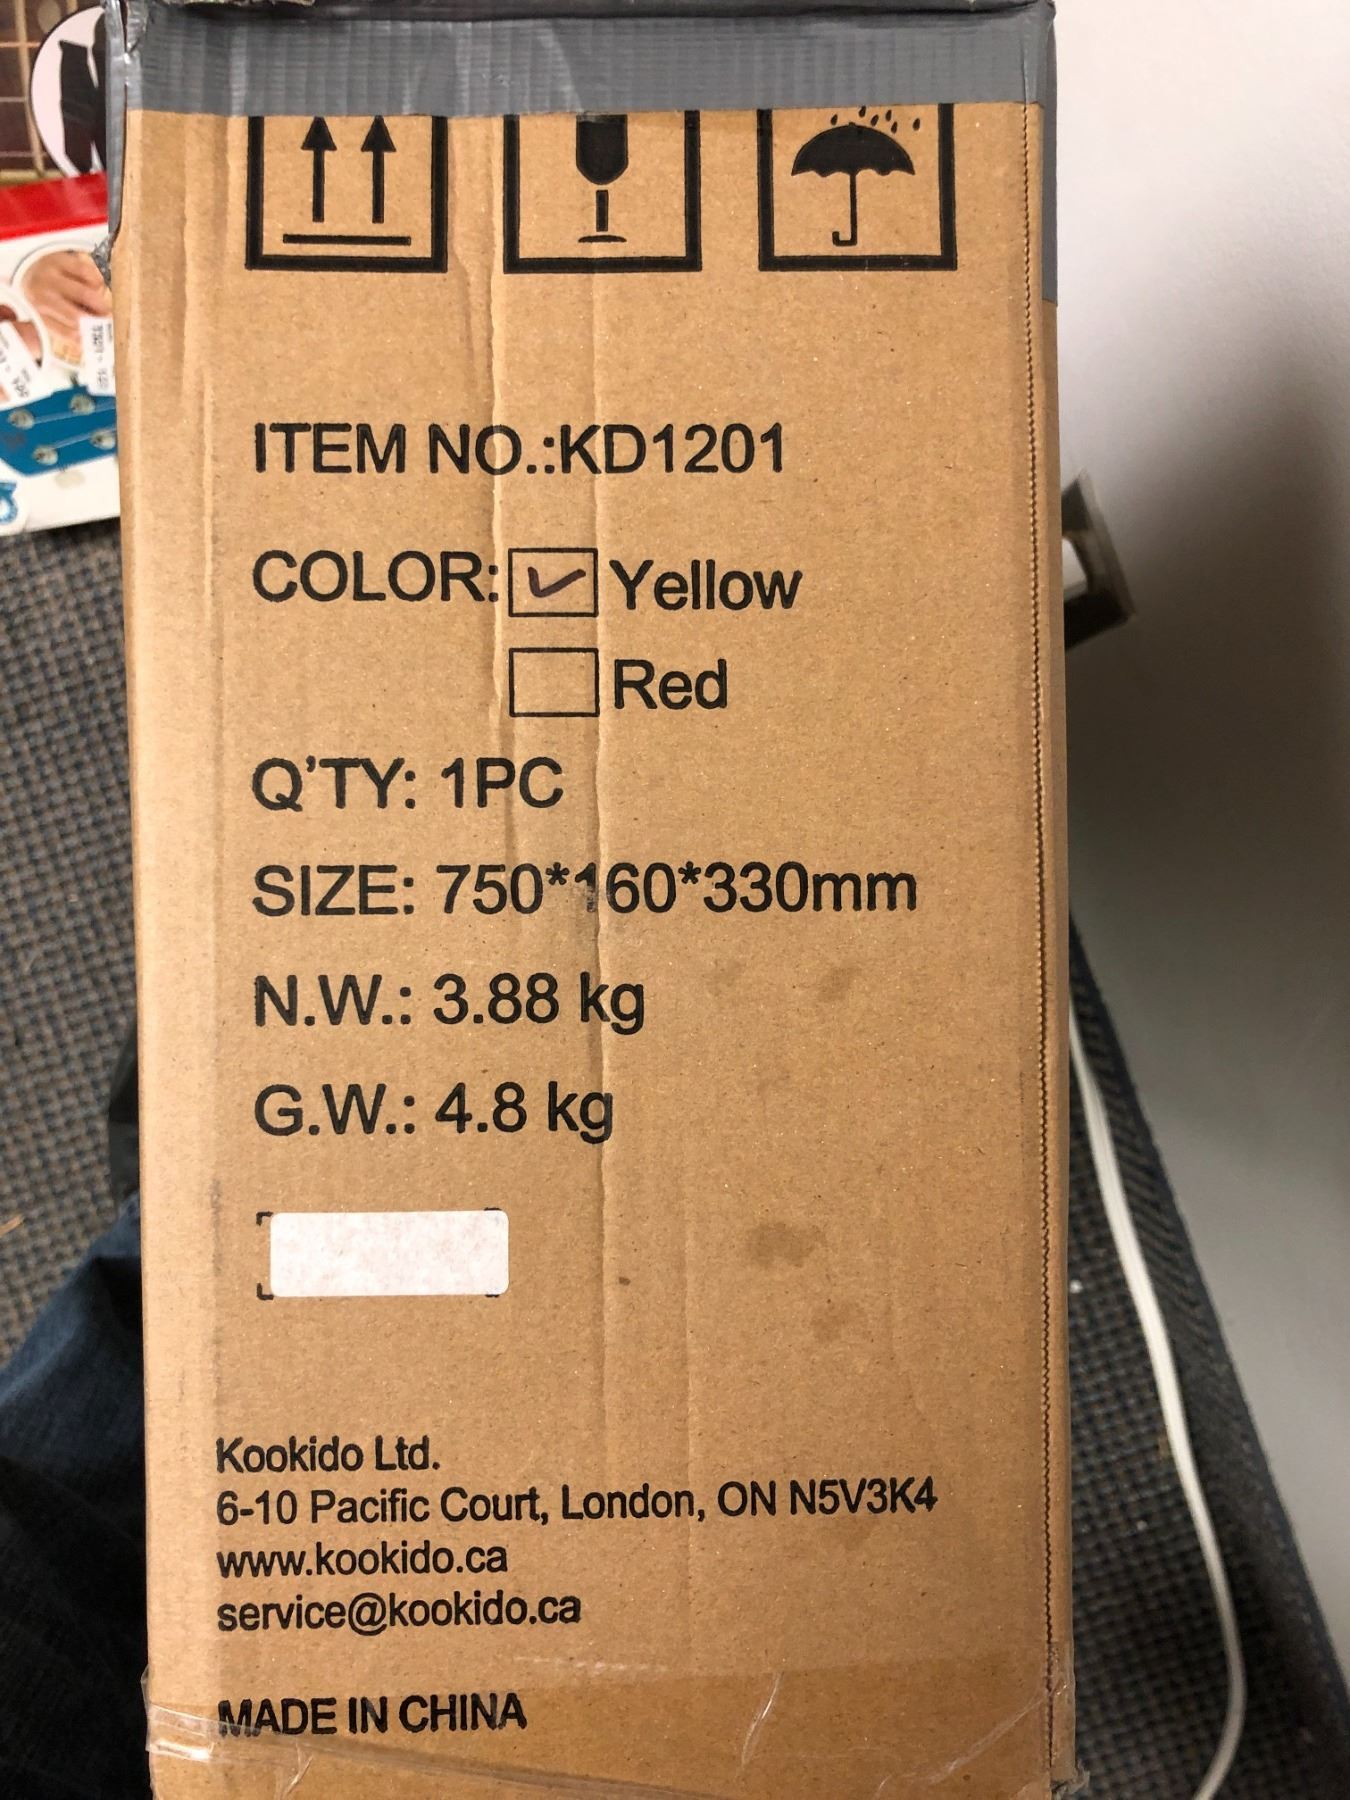 ITEM NO.:KD1201
COLOR: Yellow
Red
Q'TY: 1PC
SIZE: 750*160*330mm
N.W.: 3.88 kg
G.W.: 4.8 kg
Kookido Ltd.
6-10 Pacific Court, London, ON N5V3K4
www.kookido.ca
service@kookido.ca
MADE IN CHINA